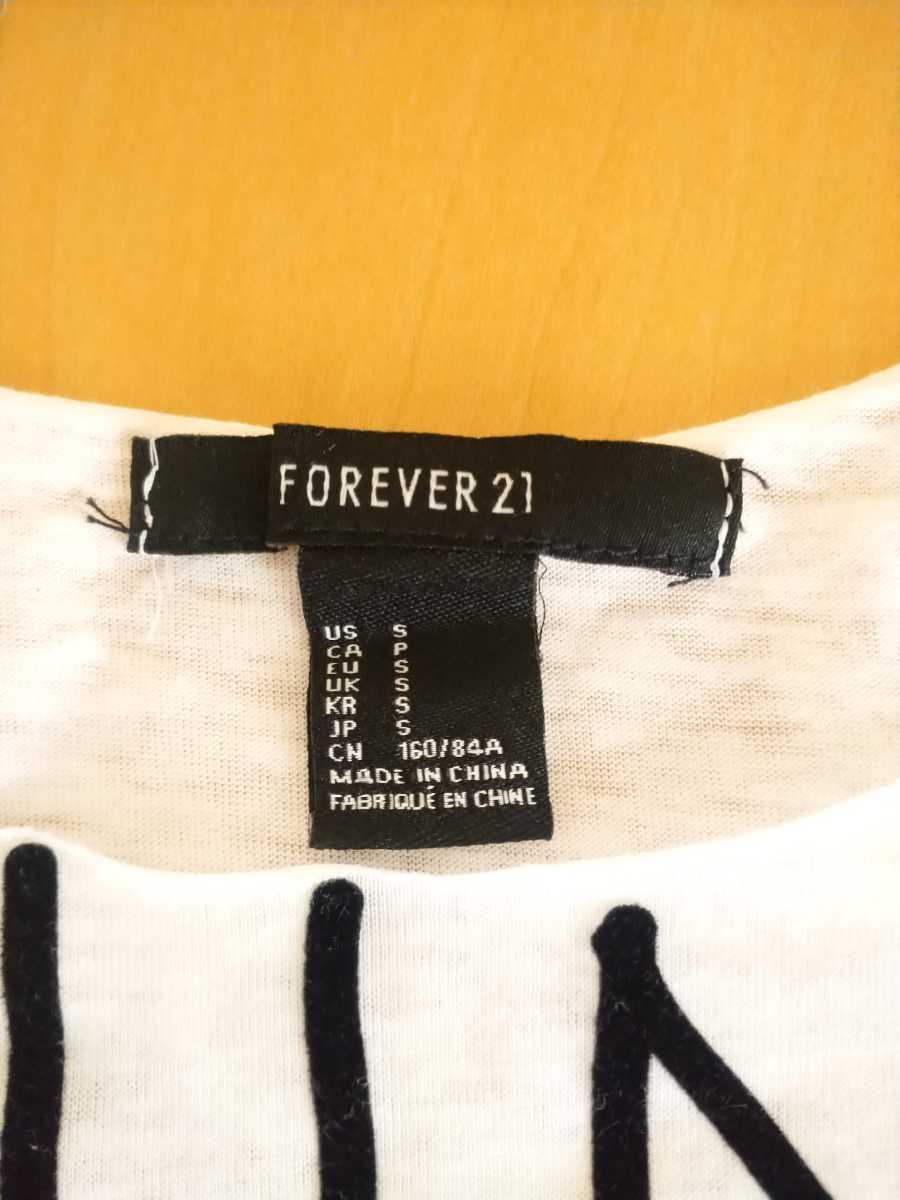 FOREVER 21
US S
CA P
EU S
UK S
KR S
JP S
CN 160/84A
MADE IN CHINA
FABRIQUÉ EN CHINE